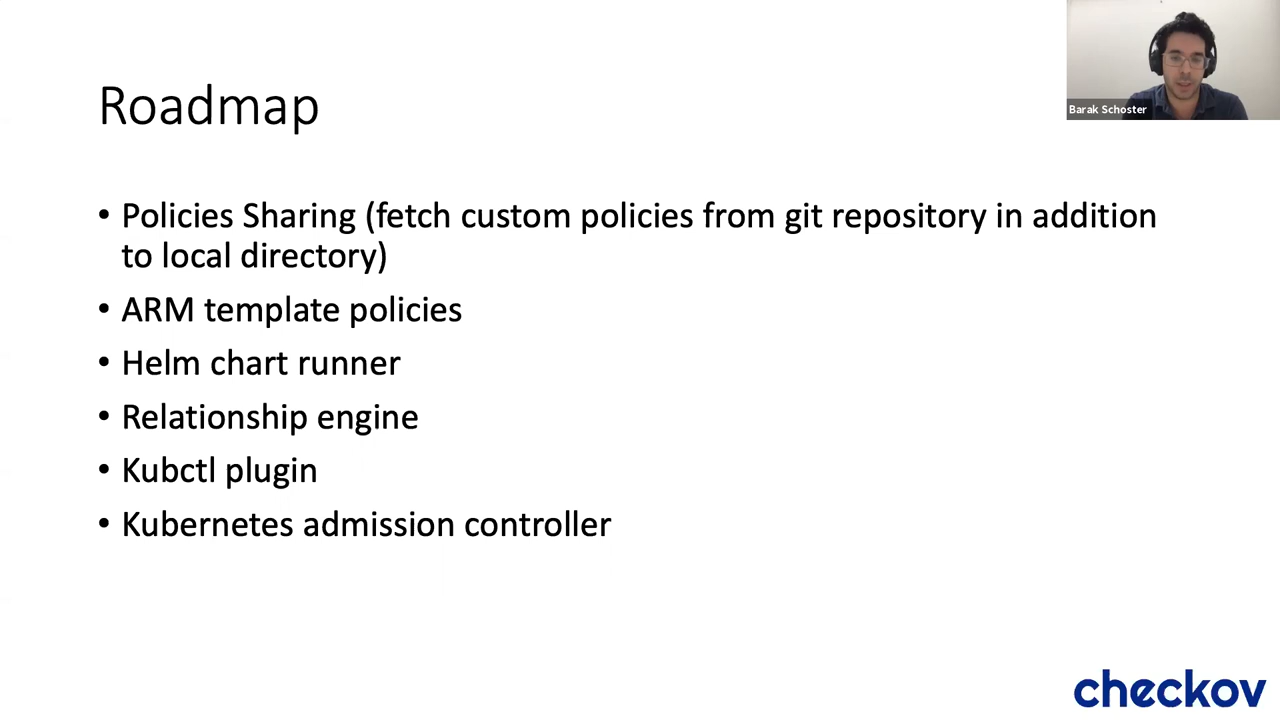 Barak Schoster
Roadmap
• Policies Sharing (fetch custom policies from git repository in addition
to local directory)
• ARM template policies
• Helm chart runner
• Relationship engine
• Kubctl plugin
• Kubernetes admission controller
checkov